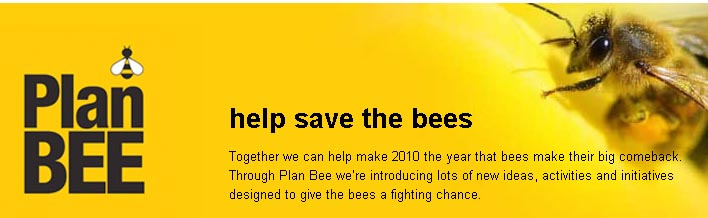 Plan
BEE
help save the bees
Together we can help make 2010 the year that bees make their big comeback.
Through Plan Bee we're introducing lots of new ideas, activities and initiatives
designed to give the bees a fighting chance.